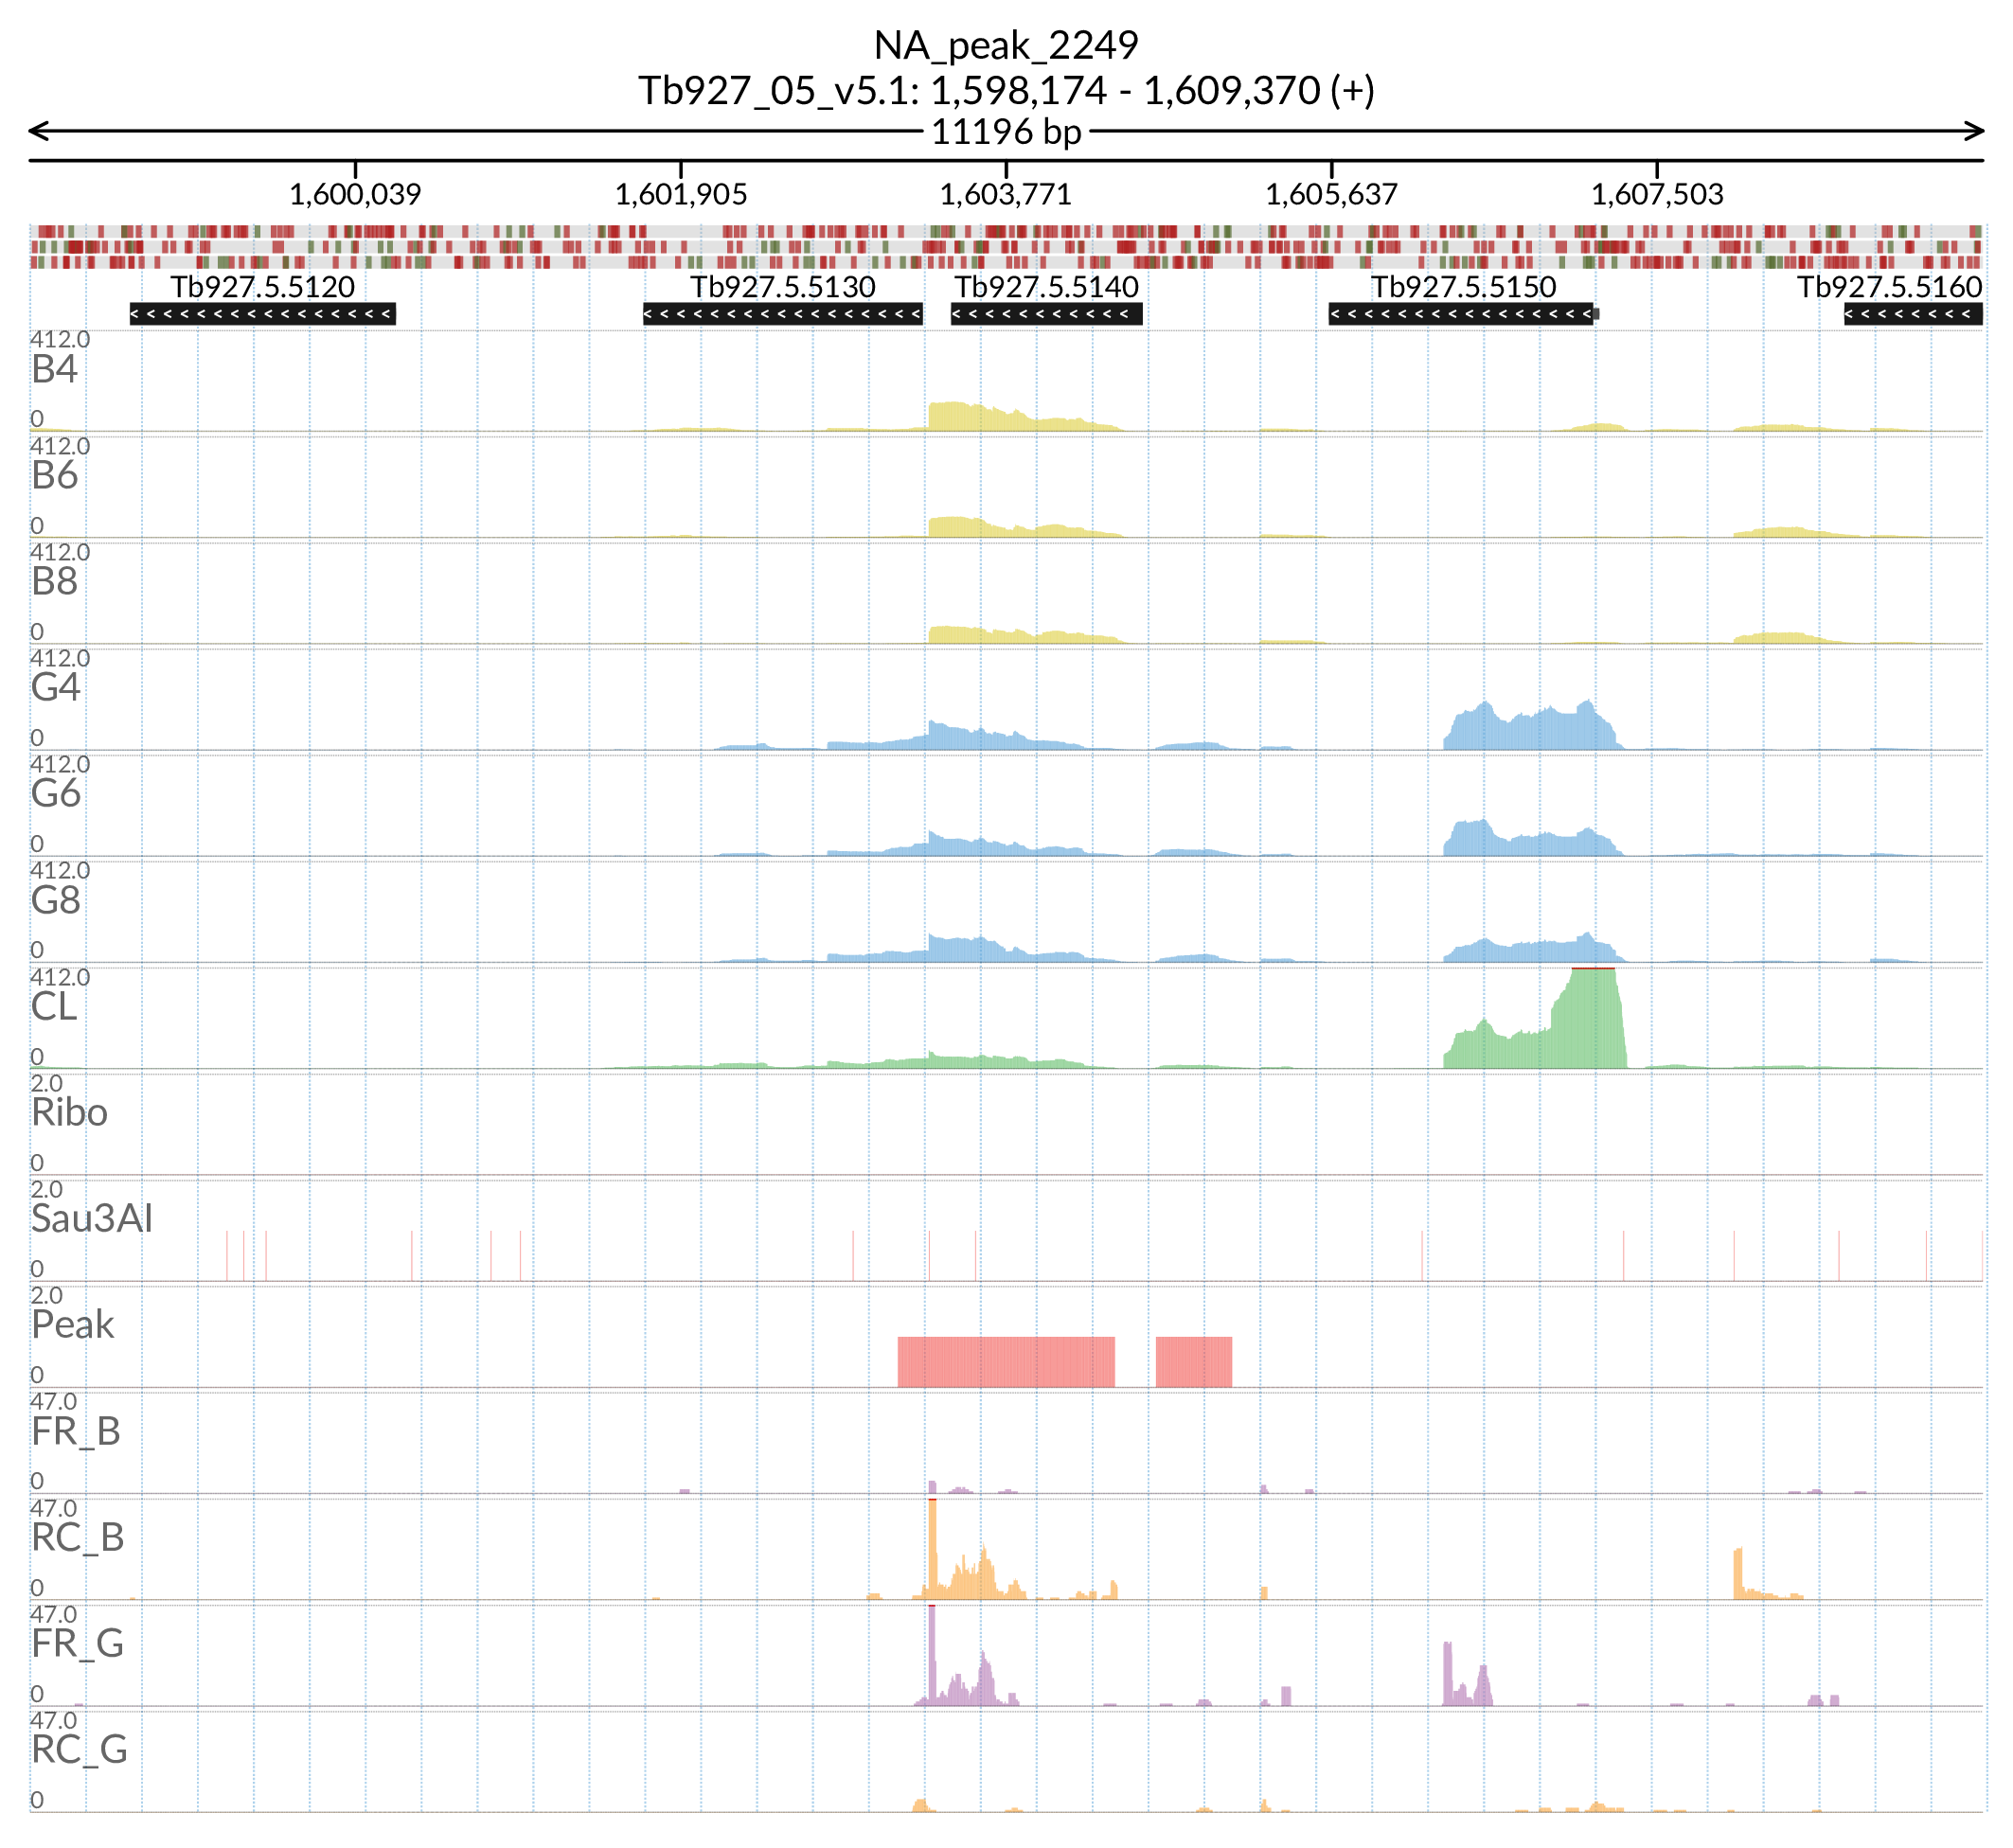 NA_peak_2249
Tb927_05_v5.1: 1,598,174 - 1,609,370 (+)
11196 bp
1,600,039 1,601,905 1,603,771 1,605,637 1,607,503
Tb927.5.5120 Tb927.5.5130 Tb927.5.5140 Tb927.5.5150 Tb927.5.5160
412.0
B4
0
412.0
B6
0
412.0
B8
0
412.0
G4
0
412.0
G6
0
412.0
G8
0
412.0
CL
0
2.0
Ribo
0
2.0
Sau3AI
0
2.0
Peak
0
47.0
FR_B
0
47.0
RC_B
0
47.0
FR_G
0
47.0
RC_G
0